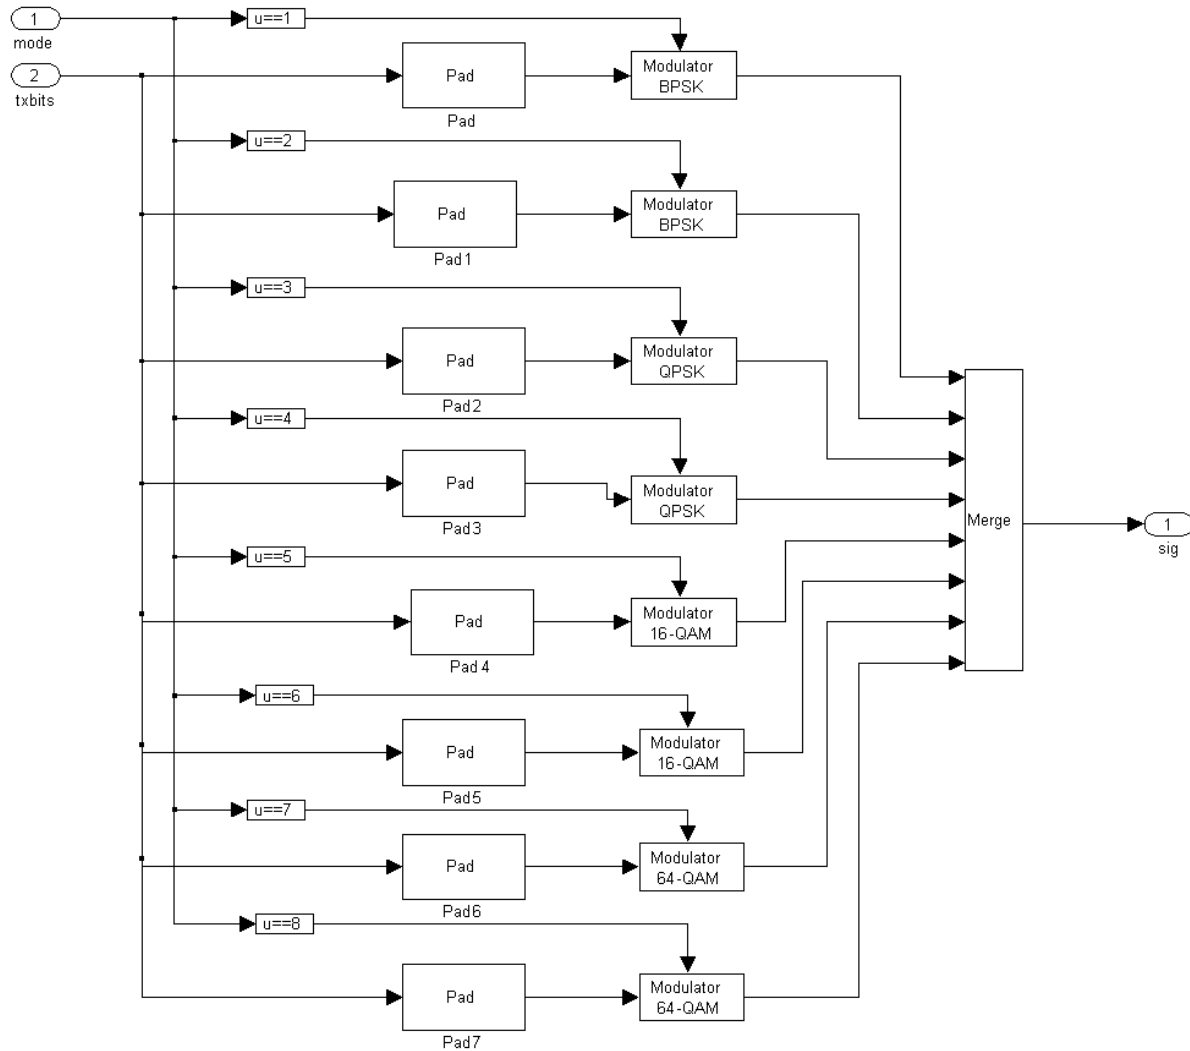 1
mode
u==1
2
txbits
Pad
Pad
Modulator
BPSK
u==2
Pad
Pad1
Modulator
BPSK
u==3
Pad
Pad2
Modulator
QPSK
u==4
Pad
Pad3
Modulator
QPSK
u==5
Pad
Pad 4
Modulator
16-QAM
u==6
Pad
Pad5
Modulator
16-QAM
u==7
Pad
Pad6
Modulator
64-QAM
u==8
Pad
Pad7
Modulator
64-QAM
Merge
1
sig